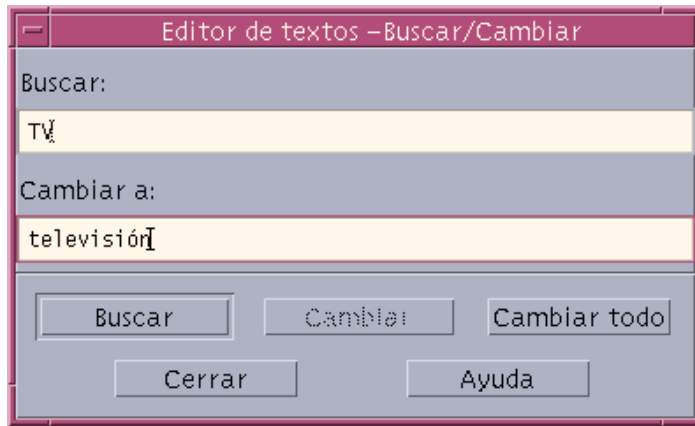 Editor de textos –Buscar/Cambiar
Buscar:
TV
Cambiar a:
televisión
Buscar Cambiar Cambiar todo
Cerrar Ayuda